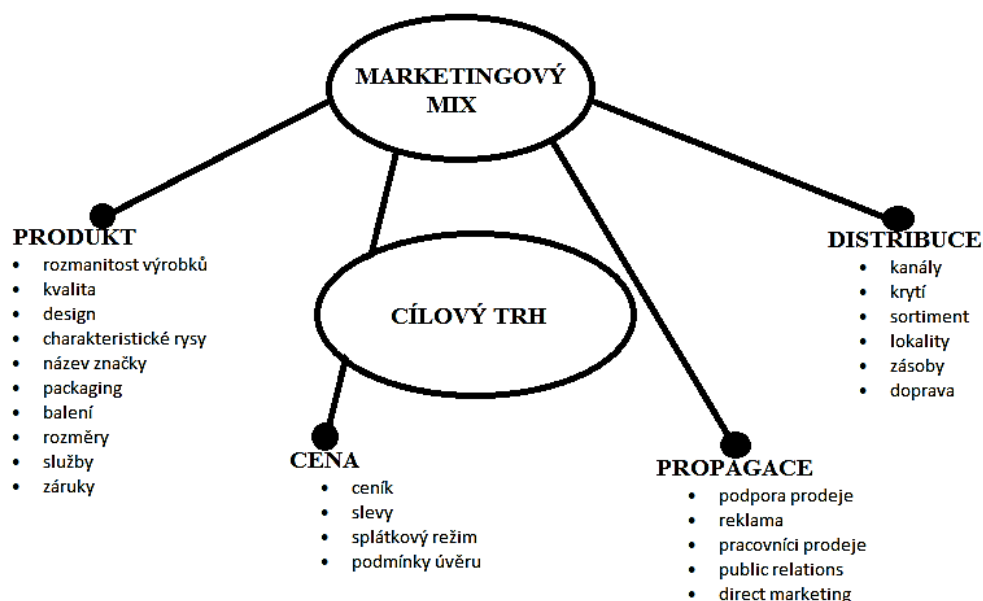 MARKETINGOVÝ
MIX
CÍLOVÝ TRH
PRODUKT
• rozmanitost výrobků
• kvalita
• design
• charakteristické rysy
• název značky
• packaging
• balení
• rozměry
• služby
• záruky
CENA
• ceník
• slevy
• splátkový režim
• podmínky úvěru
PROPAGACE
• podpora prodeje
• reklama
• pracovníci prodeje
• public relations
• direct marketing
DISTRIBUCE
• kanály
• krytí
• sortiment
• lokality
• zásoby
• doprava